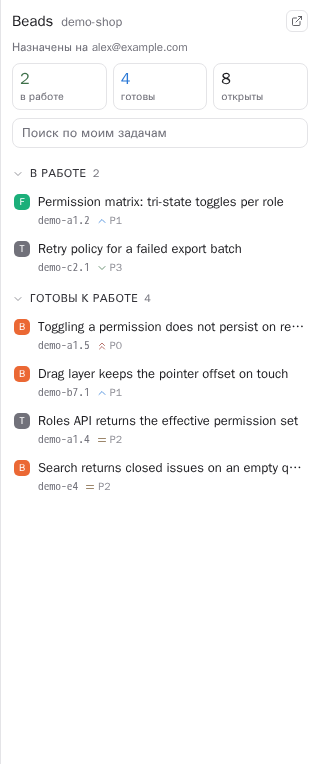 Beads demo-shop
Назначены на alex@example.com
2 4 8
в работе готовы открыты
Поиск по моим задачам
В РАБОТЕ 2
F Permission matrix: tri-state toggles per role
demo-a1.2 P1
T Retry policy for a failed export batch
demo-c2.1 P3
ГОТОВЫ К РАБОТЕ 4
B Toggling a permission does not persist on re···
demo-a1.5 P0
B Drag layer keeps the pointer offset on touch
demo-b7.1 P1
T Roles API returns the effective permission set
demo-a1.4 P2
B Search returns closed issues on an empty q···
demo-e4 P2